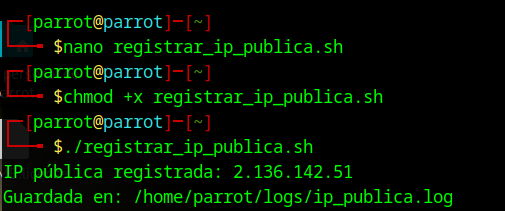 ┌─[parrot@parrot]─[~]
└──╼ $nano registrar_ip_publica.sh
┌─[parrot@parrot]─[~]
└──╼ $chmod +x registrar_ip_publica.sh
┌─[parrot@parrot]─[~]
└──╼ $./registrar_ip_publica.sh
IP pública registrada: 2.136.142.51
Guardada en: /home/parrot/logs/ip_publica.log